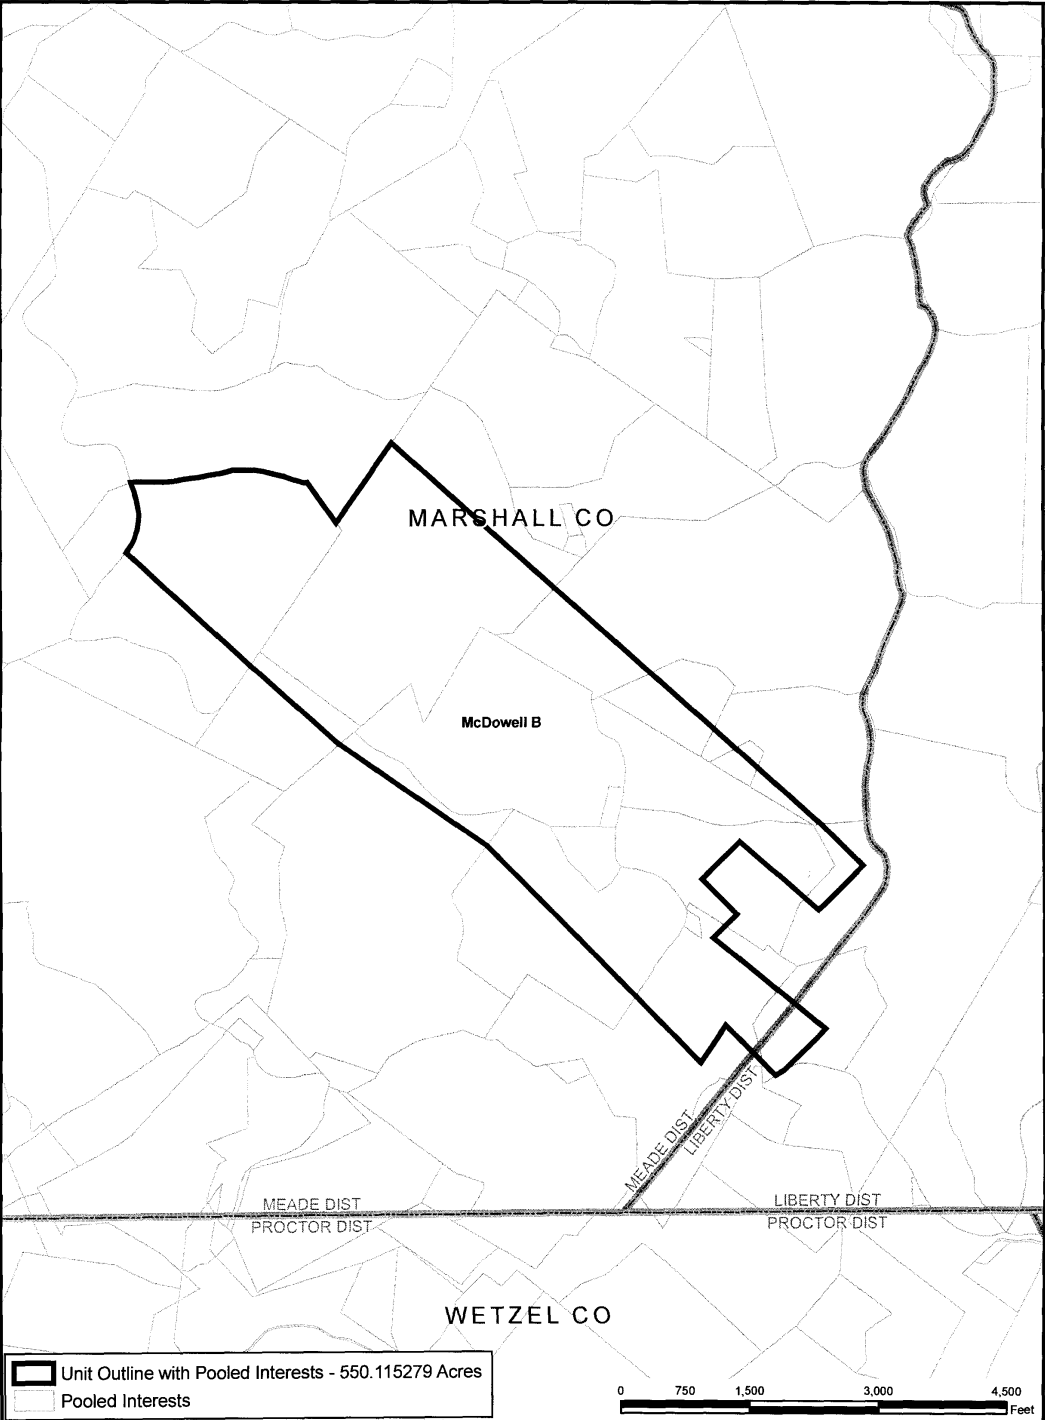 MARSHALL CO
McDowell B
MEADE DIST
LIBERTY DIST
MEADE DIST
LIBERTY DIST
PROCTOR DIST
PROCTOR DIST
WETZEL CO
Unit Outline with Pooled Interests - 550.115279 Acres
Pooled Interests
0 750 1,500 3,000 4,500
Feet